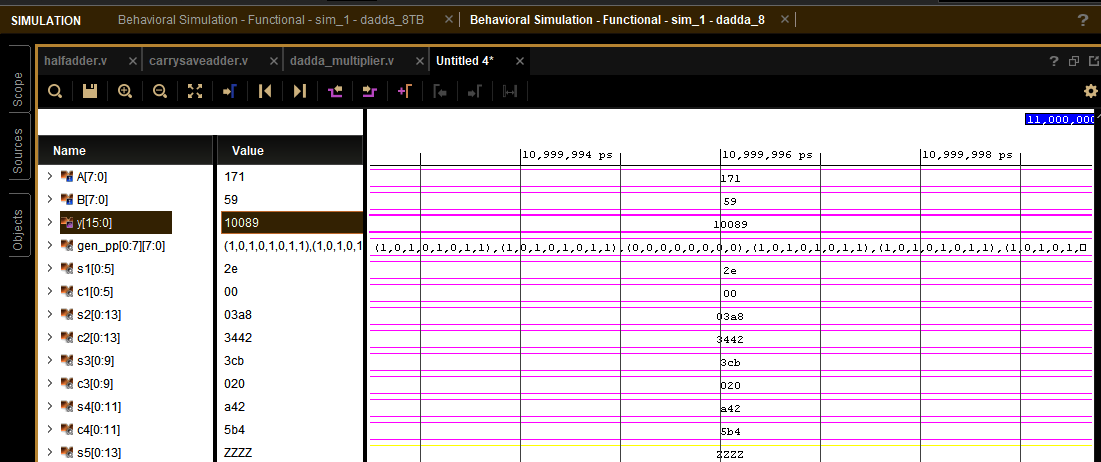 SIMULATION Behavioral Simulation - Functional - sim_1 - dadda_8TB Behavioral Simulation - Functional - sim_1 - dadda_8 ?
halfadder.v carrysaveadder.v dadda_multiplier.v Untitled 4* ?
Scope
Sources
Objects
11,000,000
Name Value 10,999,994 ps 10,999,996 ps 10,999,998 ps
A[7:0] 171 171
B[7:0] 59 59
y[15:0] 10089 10089
gen_pp[0:7][7:0] (1,0,1,0,1,0,1,1),(1,0,1,0,1 (1,0,1,0,1,0,1,1),(1,0,1,0,1,0,1,1),(0,0,0,0,0,0,0,0),(1,0,1,0,1,0,1,1),(1,0,1,0,1,0,1,1),(1,0,1,0,1,
s1[0:5] 2e 2e
c1[0:5] 00 00
s2[0:13] 03a8 03a8
c2[0:13] 3442 3442
s3[0:9] 3cb 3cb
c3[0:9] 020 020
s4[0:11] a42 a42
c4[0:11] 5b4 5b4
s5[0:13] ZZZZ ZZZZ